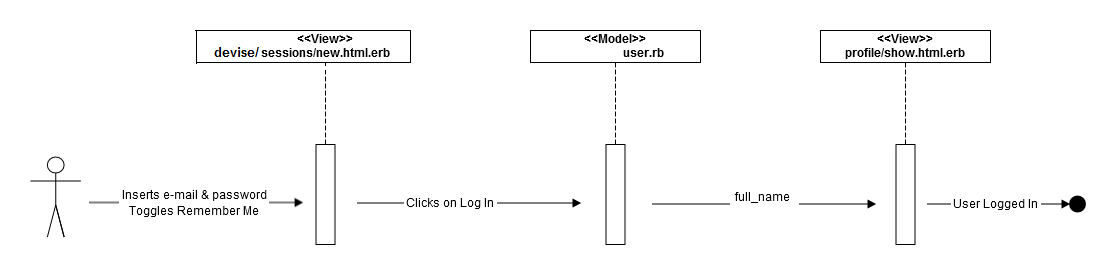 <<View>>
devise/ sessions/new.html.erb
<<Model>>
user.rb
<<View>>
profile/show.html.erb
Inserts e-mail & password
Toggles Remember Me
Clicks on Log In
full_name
User Logged In